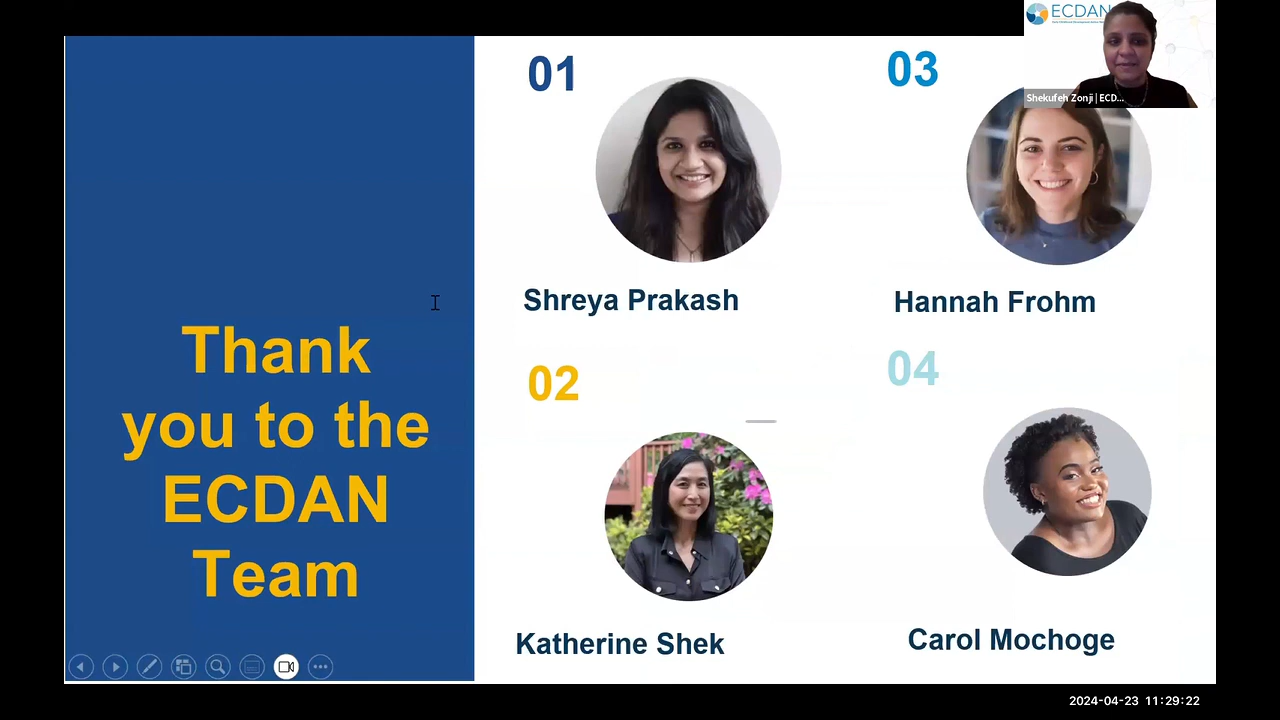 Thank
you to the
ECDAN
Team
01
Shreya Prakash
02
Katherine Shek
03
Hannah Frohm
04
Carol Mochoge
ECDAN
Shekufeh Zonji | ECD...
2024-04-23 11:29:22